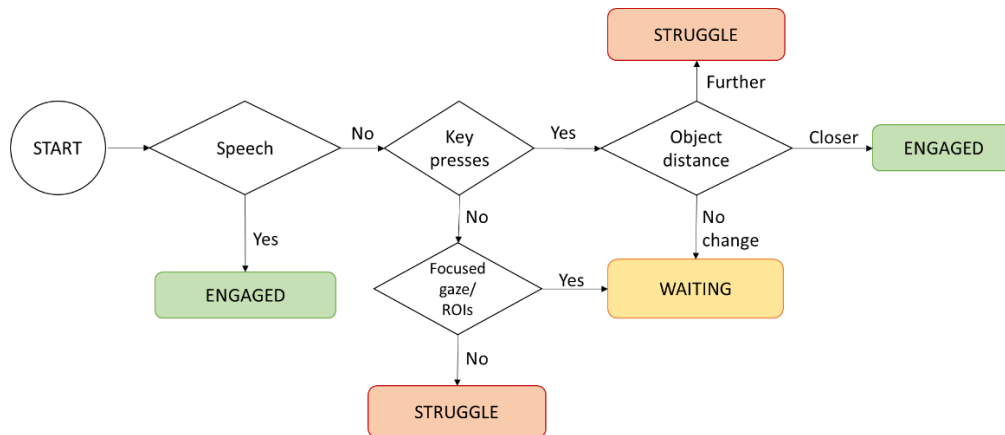 STRUGGLE
Further
START
Speech
No
Key
presses
Yes
Object
distance
Closer
ENGAGED
Yes
No
No
change
ENGAGED
Focused
gaze/
ROIs
Yes
WAITING
No
STRUGGLE